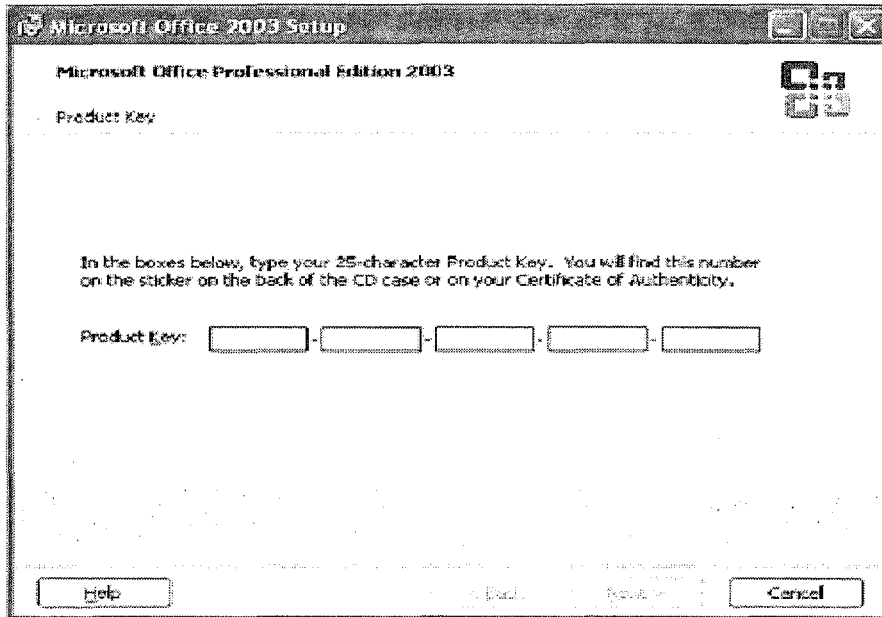 Microsoft Office 2003 Setup
Microsoft Office Professional Edition 2003
Product Key
In the boxes below, type your 25-character Product Key. You will find this number
on the sticker on the back of the CD case or on your Certificate of Authenticity.
Product Key: - - - -
Help < Back Next > Cancel